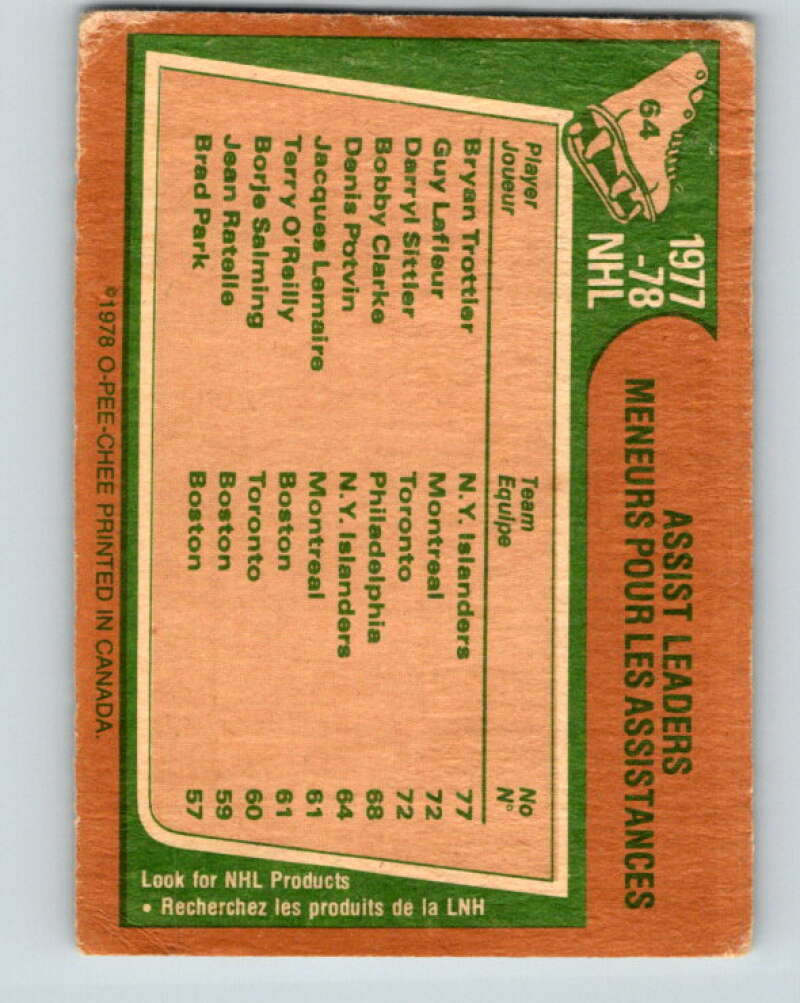 64
1977
-78
NHL
ASSIST LEADERS
MENEURS POUR LES ASSISTANCES
Player Team No
Joueur Equipe N°
Bryan Trottier N.Y. Islanders 77
Guy Lafleur Montreal 72
Darryl Sittler Toronto 72
Bobby Clarke Philadelphia 68
Denis Potvin N.Y. Islanders 64
Jacques Lemaire Montreal 61
Terry O'Reilly Boston 61
Borje Salming Toronto 60
Jean Ratelle Boston 59
Brad Park Boston 57
Look for NHL Products
• Recherchez les produits de la LNH
©1978 O-PEE-CHEE PRINTED IN CANADA.